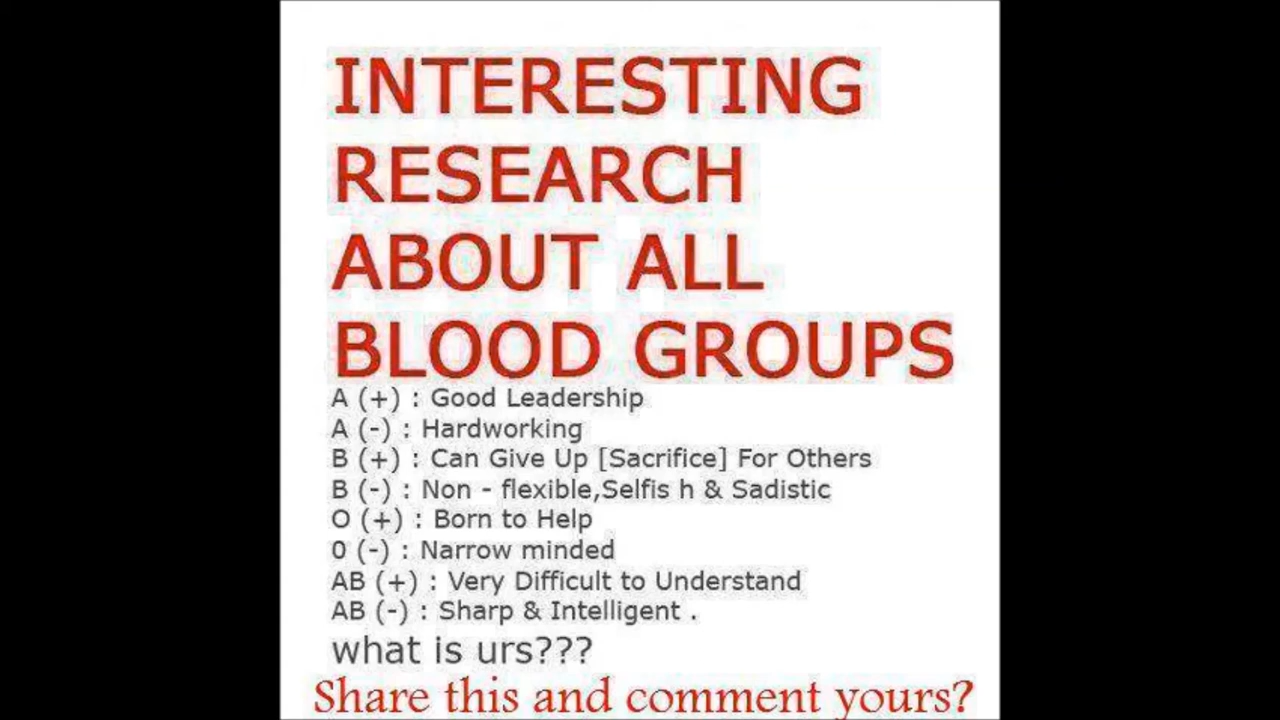 INTERESTING
RESEARCH
ABOUT ALL
BLOOD GROUPS
A (+) : Good Leadership
A (-) : Hardworking
B (+) : Can Give Up [Sacrifice] For Others
B (-) : Non - flexible,Selfis h & Sadistic
O (+) : Born to Help
0 (-) : Narrow minded
AB (+) : Very Difficult to Understand
AB (-) : Sharp & Intelligent .
what is urs???
Share this and comment yours?